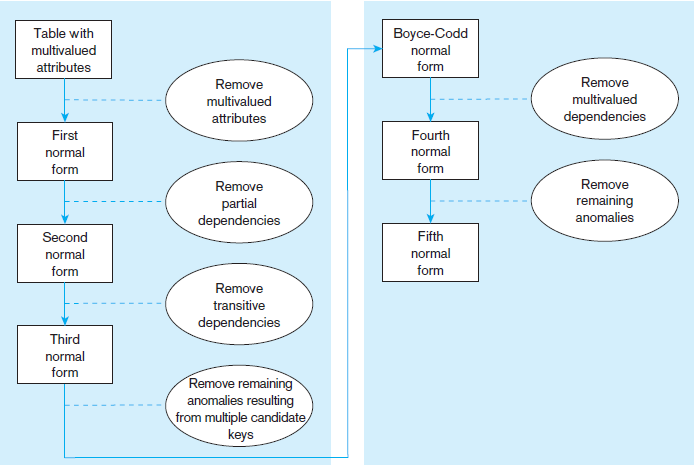 Table with
multivalued
attributes
Remove
multivalued
attributes
First
normal
form
Remove
partial
dependencies
Second
normal
form
Remove
transitive
dependencies
Third
normal
form
Remove remaining
anomalies resulting
from multiple candidate
keys
Boyce-Codd
normal
form
Remove
multivalued
dependencies
Fourth
normal
form
Remove
remaining
anomalies
Fifth
normal
form